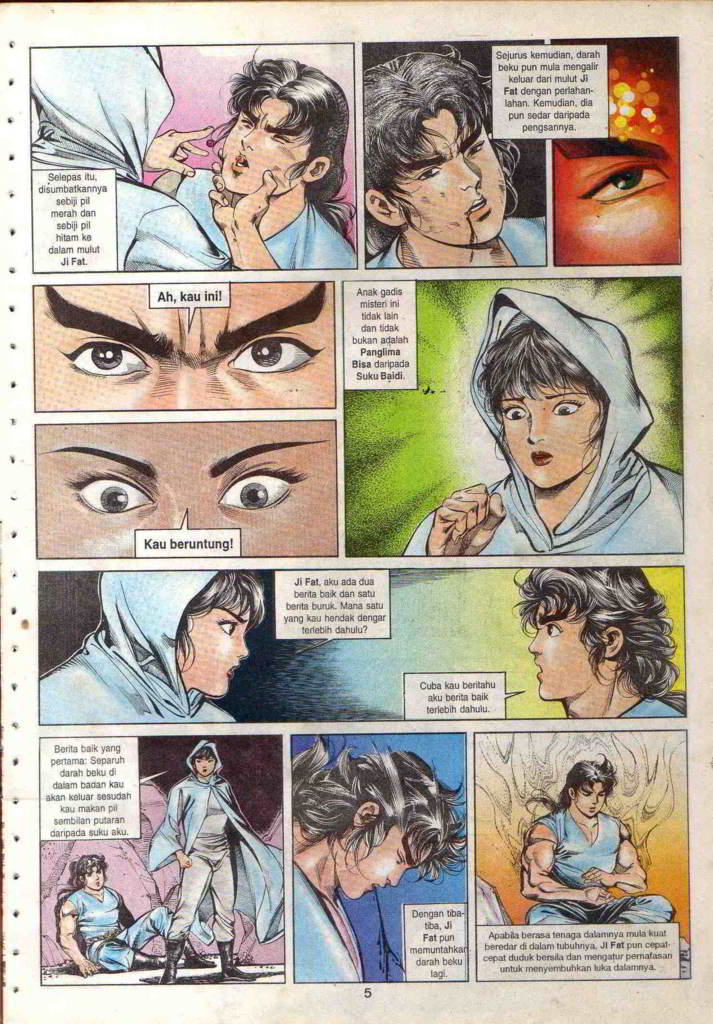 Selepas itu,
disumbatkannya
sebiji pil
merah dan
sebiji pil
hitam ke
dalam mulut
Ji Fat.
Sejurus kemudian, darah
beku pun mula mengalir
keluar dari mulut Ji
Fat dengan perlahan-
lahan. Kemudian, dia
pun sedar daripada
pengsannya.
Ah, kau ini!
Anak gadis
misteri ini
tidak lain
dan tidak
bukan adalah
Panglima
Bisa daripada
Suku Baidi.
Kau beruntung!
Ji Fat, aku ada dua
berita baik dan satu
berita buruk. Mana satu
yang kau hendak dengar
terlebih dahulu?
Cuba kau beritahu
aku berita baik
terlebih dahulu.
Berita baik yang
pertama: Separuh
darah beku di
dalam badan kau
akan keluar sesudah
kau makan pil
sembilan putaran
daripada suku aku.
Dengan tiba-
tiba, Ji
Fat pun
memuntahkan
darah beku
lagi.
Apabila berasa tenaga dalamnya mula kuat
beredar di dalam tubuhnya, Ji Fat pun cepat-
cepat duduk bersila dan mengatur pernafasan
untuk menyembuhkan luka dalamnya.
5